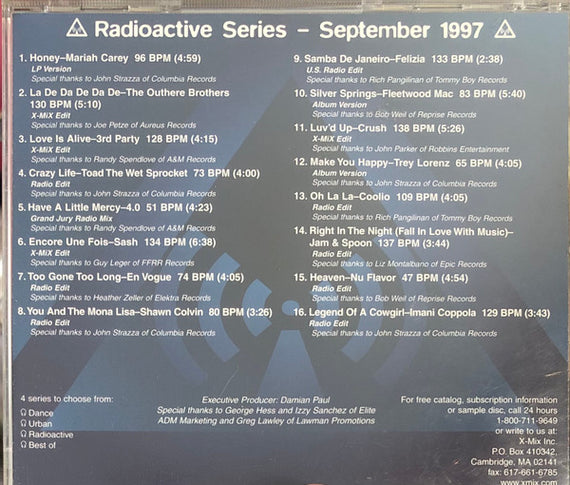 Radioactive Series – September 1997
1. Honey–Mariah Carey 96 BPM (4:59)
LP Version
Special thanks to John Strazza of Columbia Records
2. La De Da De Da De–The Outhere Brothers
130 BPM (5:10)
X-MiX Edit
Special thanks to Joe Petze of Aureus Records
3. Love Is Alive–3rd Party 128 BPM (4:15)
X-MiX Edit
Special thanks to Randy Spendlove of A&M Records
4. Crazy Life–Toad The Wet Sprocket 73 BPM (4:00)
Radio Edit
Special thanks to John Strazza of Columbia Records
5. Have A Little Mercy–4.0 51 BPM (4:23)
Grand Jury Radio Mix
Special thanks to Randy Spendlove of A&M Records
6. Encore Une Fois–Sash 134 BPM (6:38)
X-MiX Edit
Special thanks to Guy Leger of FFRR Records
7. Too Gone Too Long–En Vogue 74 BPM (4:05)
Radio Edit
Special thanks to Heather Zeller of Elektra Records
8. You And The Mona Lisa–Shawn Colvin 80 BPM (3:26)
Radio Edit
Special thanks to John Strazza of Columbia Records
9. Samba De Janeiro–Felizia 133 BPM (2:38)
U.S. Radio Edit
Special thanks to Rich Pangilinan of Tommy Boy Records
10. Silver Springs–Fleetwood Mac 83 BPM (5:40)
Album Version
Special thanks to Bob Weil of Reprise Records
11. Luv'd Up–Crush 138 BPM (5:26)
X-MiX Edit
Special thanks to John Parker of Robbins Entertainment
12. Make You Happy–Trey Lorenz 65 BPM (4:05)
Album Version
Special thanks to John Strazza of Columbia Records
13. Oh La La–Coolio 109 BPM (4:05)
Radio Edit
Special thanks to Rich Pangilinan of Tommy Boy Records
14. Right In The Night (Fall In Love With Music)–
Jam & Spoon 137 BPM (3:44)
Radio Edit
Special thanks to Liz Montalbano of Epic Records
15. Heaven–Nu Flavor 47 BPM (4:54)
Radio Edit
Special thanks to Bob Weil of Reprise Records
16. Legend Of A Cowgirl–Imani Coppola 129 BPM (3:43)
Radio Edit
Special thanks to John Strazza of Columbia Records
4 series to choose from:
Dance
Urban
Radioactive
Best of
Executive Producer: Damian Paul
Special thanks to George Hess and Izzy Sanchez of Elite
ADM Marketing and Greg Lawley of Lawman Promotions
For free catalog, subscription information
or sample disc, call 24 hours
1-800-711-9649
or write to us at:
X-Mix Inc.
P.O. Box 410342,
Cambridge, MA 02141
fax: 617-661-6785
www.xmix.com